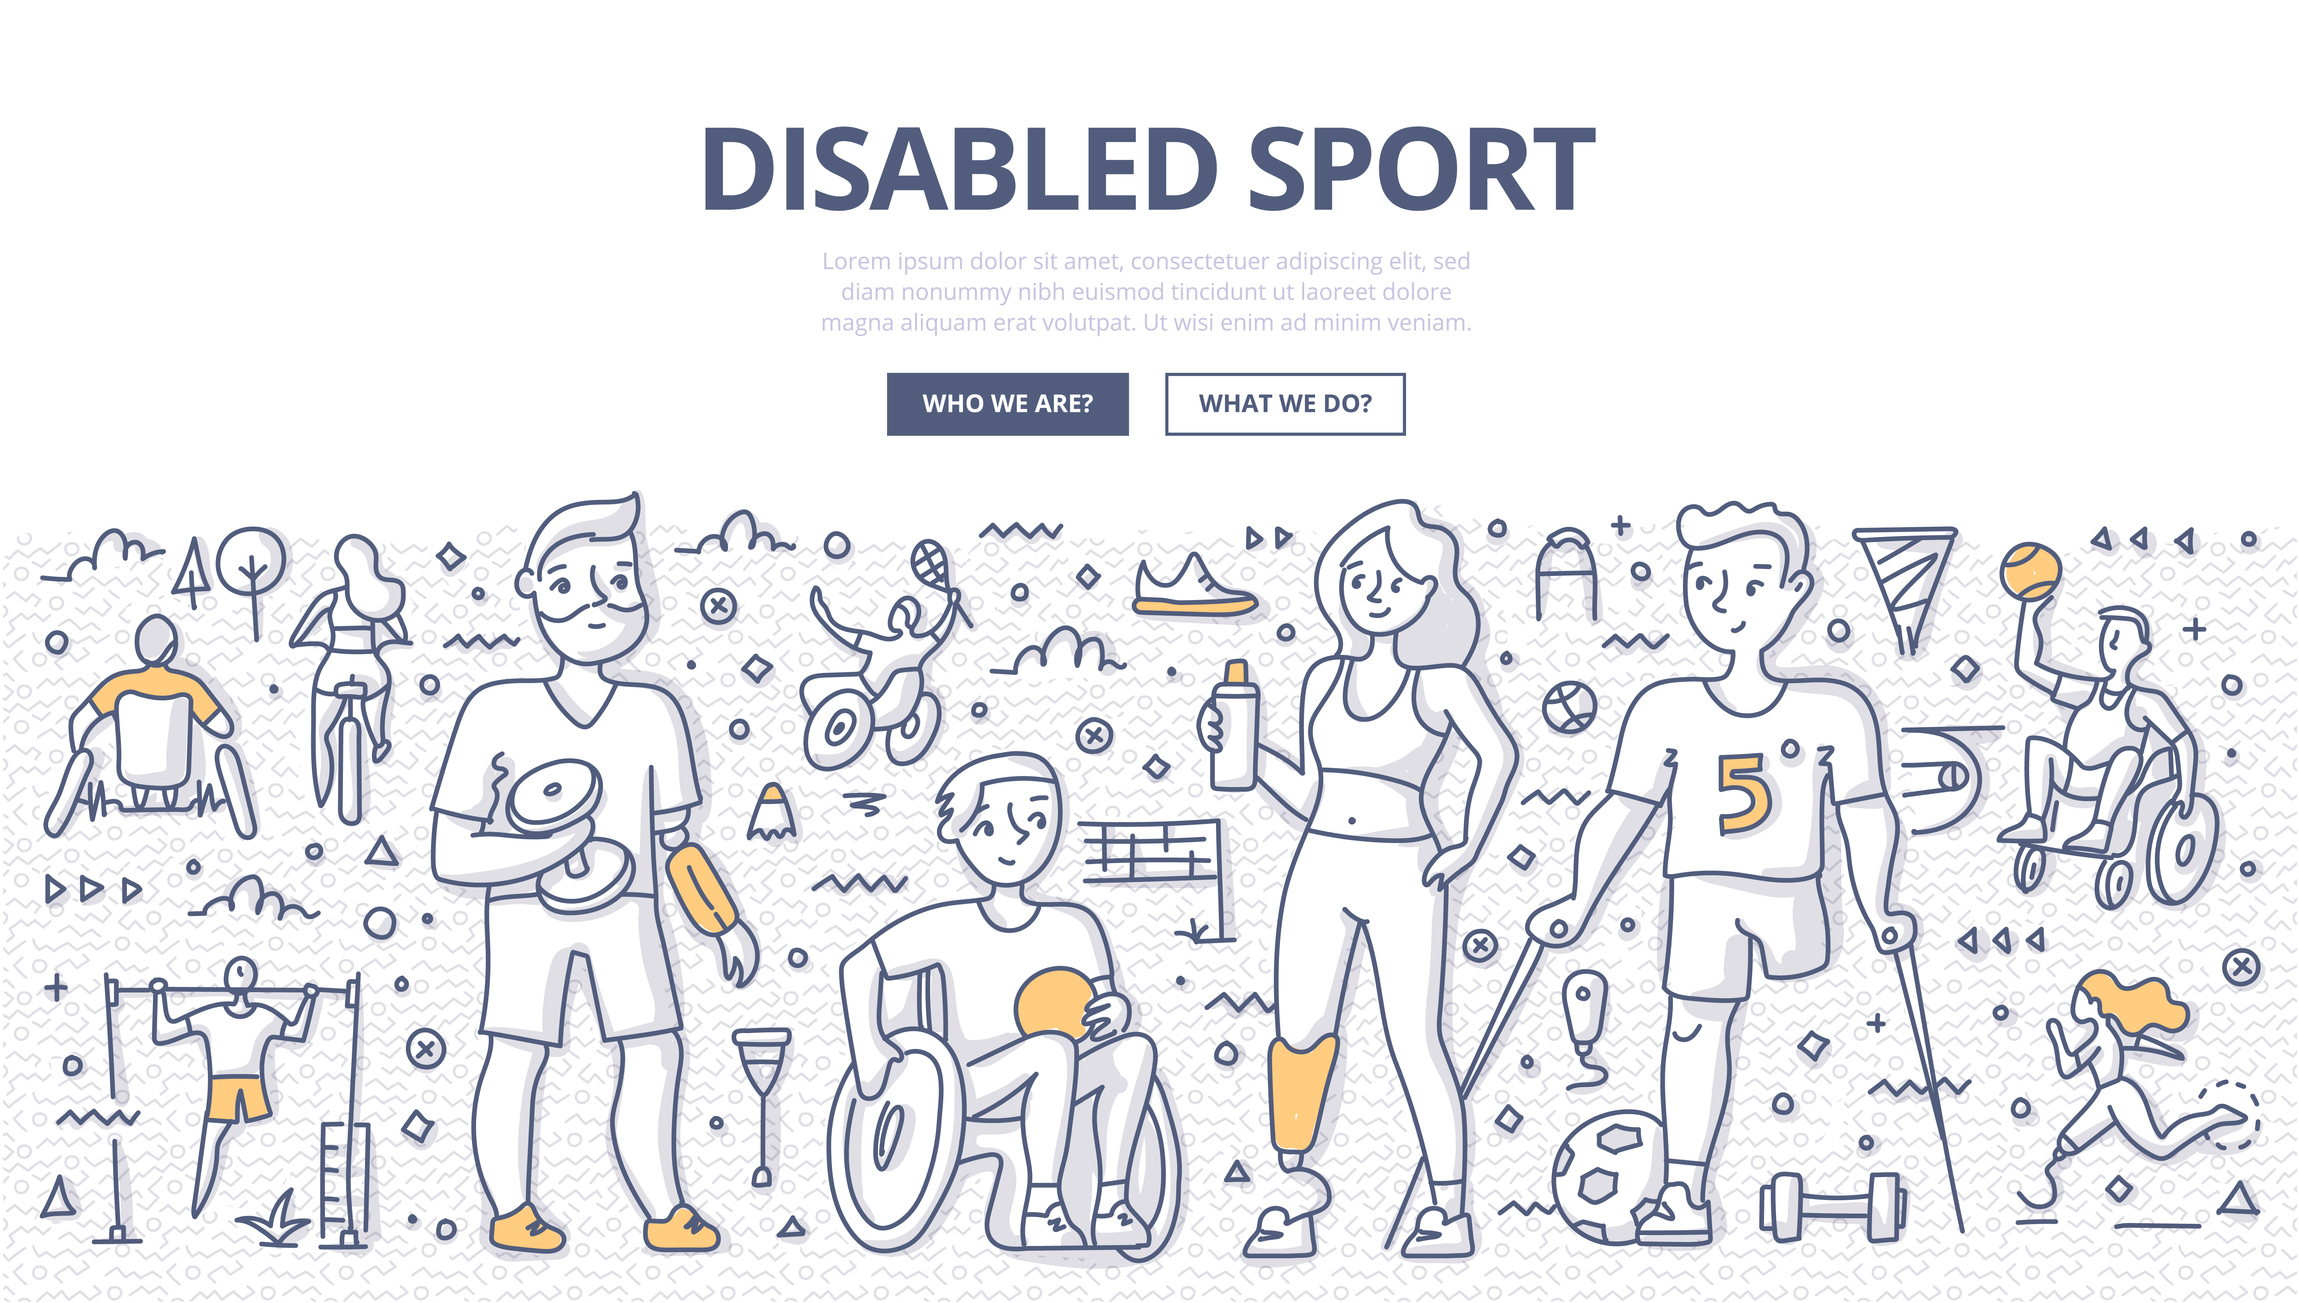 DISABLED SPORT
Lorem ipsum dolor sit amet, consectetuer adipiscing elit, sed
diam nonummy nibh euismod tincidunt ut laoreet dolore
magna aliquam erat volutpat. Ut wisi enim ad minim veniam.
WHO WE ARE?
WHAT WE DO?
5